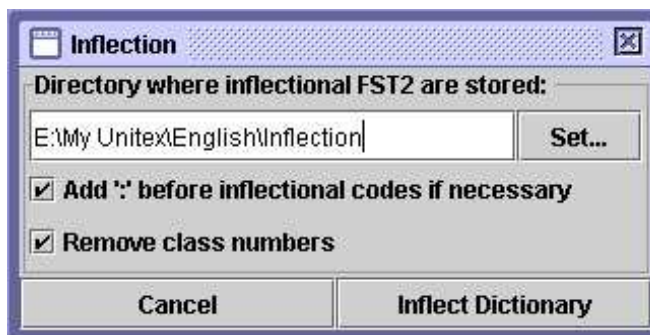 Inflection
Directory where inflectional FST2 are stored:
E:\My Unitex\English\Inflection Set...
Add ':' before inflectional codes if necessary
Remove class numbers
Cancel Inflect Dictionary